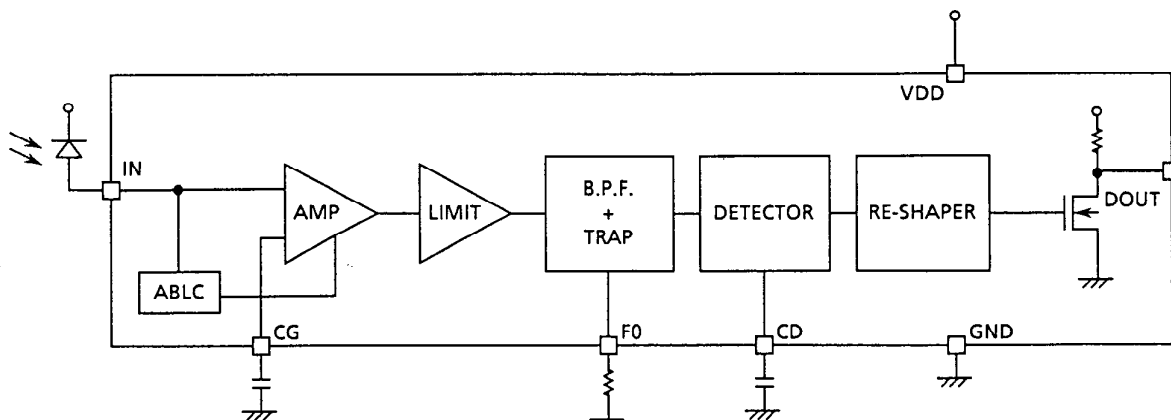 VDD
IN
AMP
LIMIT
B.P.F.
+
TRAP
DETECTOR
RE-SHAPER
DOUT
ABLC
CG
F0
CD
GND